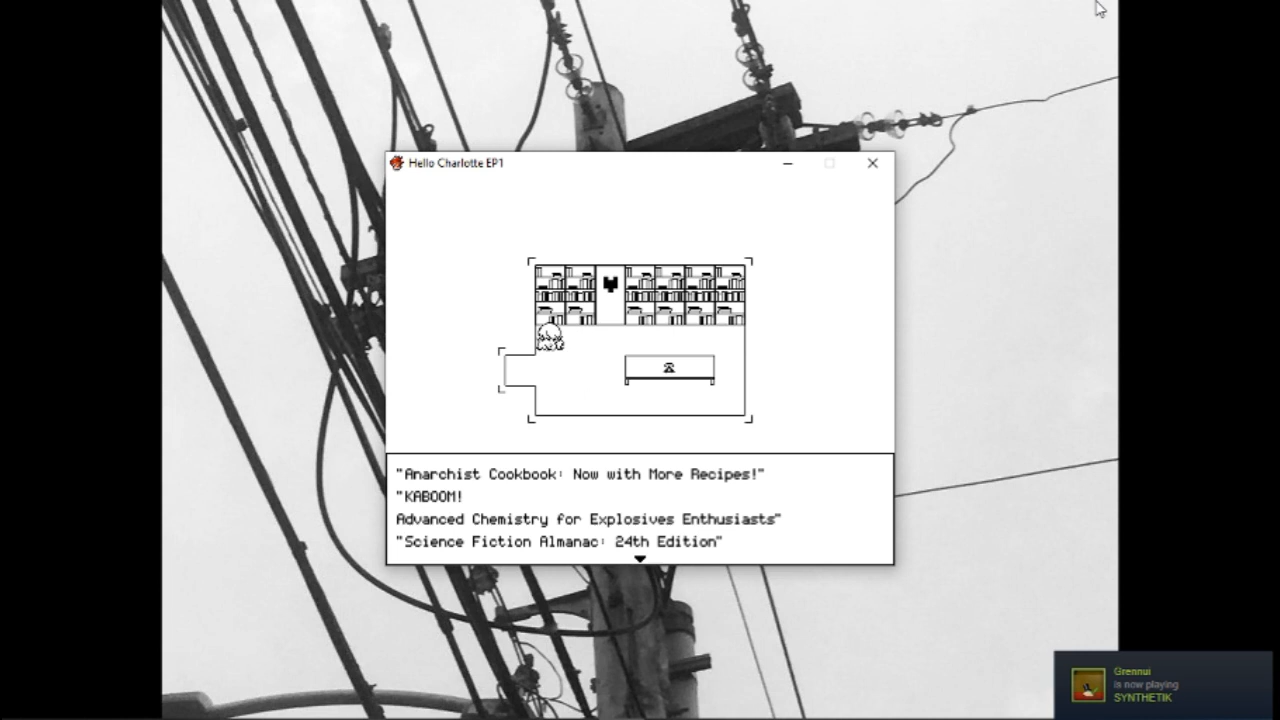 Hello Charlotte EP1
"Anarchist Cookbook: Now with More Recipes!"
"KABOOM!
Advanced Chemistry for Explosives Enthusiasts"
"Science Fiction Almanac: 24th Edition"
Grennui
is now playing
SYNTHETIK